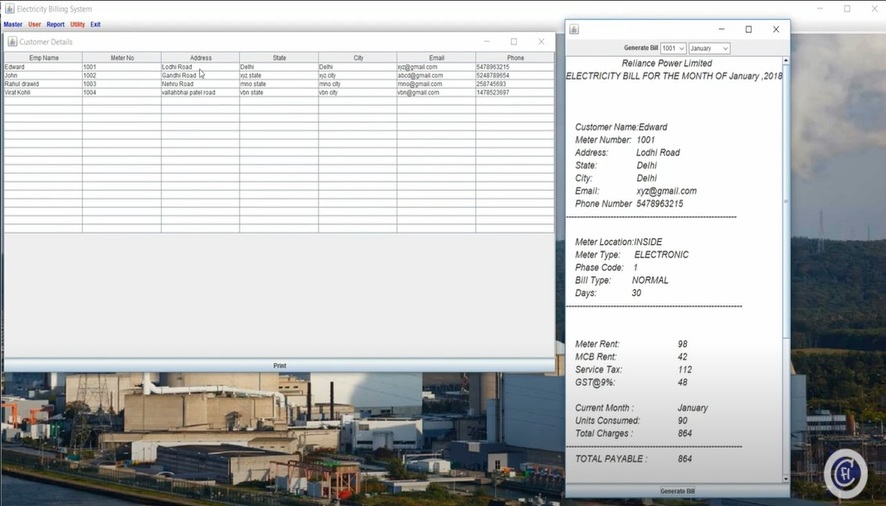 Electricity Billing System
Master User Report Utility Exit
Customer Details
Emp Name Meter No Address State City Email Phone
Edward 1001 Lodhi Road Delhi Delhi xyz@gmail.com 5478963215
John 1002 Gandhi Road xyz state xyz city abcd@gmail.com 5248789654
Rahul drawid 1003 Nehru Road mno state mno city mno@gmail.com 258745693
Virat Kohli 1004 vallahbhai patel road vbn state vbn city vbn@gmail.com 1478523697
Print
Generate Bill 1001 January
Reliance Power Limited
ELECTRICITY BILL FOR THE MONTH OF January ,2018
Customer Name:Edward
Meter Number: 1001
Address: Lodhi Road
State: Delhi
City: Delhi
Email: xyz@gmail.com
Phone Number 5478963215
Meter Location:INSIDE
Meter Type: ELECTRONIC
Phase Code: 1
Bill Type: NORMAL
Days: 30
Meter Rent: 98
MCB Rent: 42
Service Tax: 112
GST@9%: 48
Current Month : January
Units Consumed: 90
Total Charges : 864
TOTAL PAYABLE : 864
Generate Bill